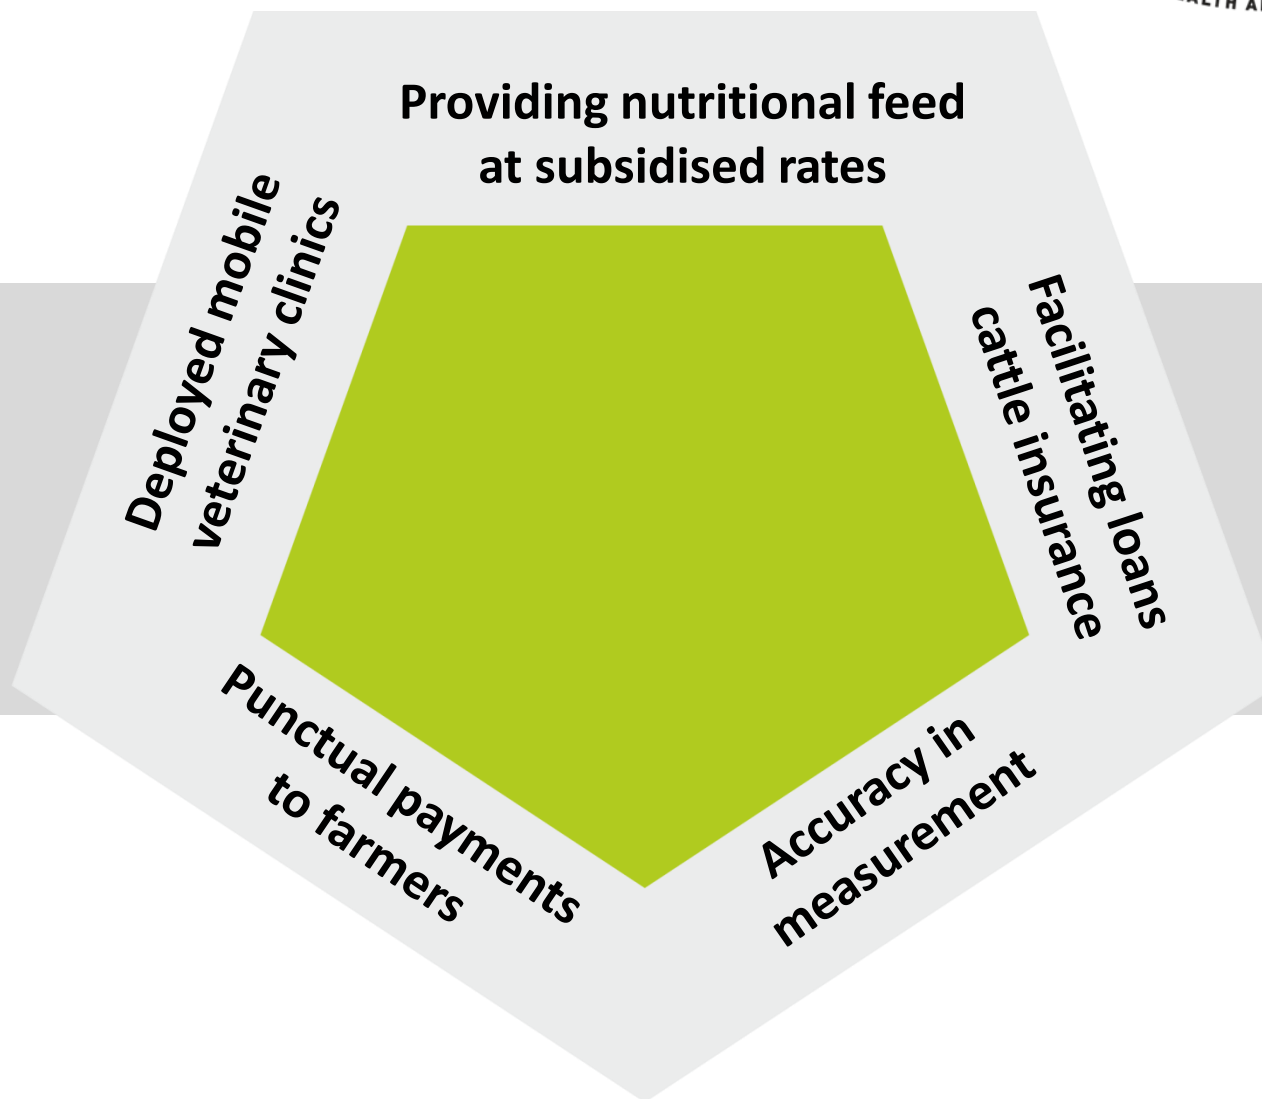 Providing nutritional feed
at subsidised rates
Deployed mobile
veterinary clinics
Facilitating loans
cattle insurance
Punctual payments
to farmers
Accuracy in
measurement